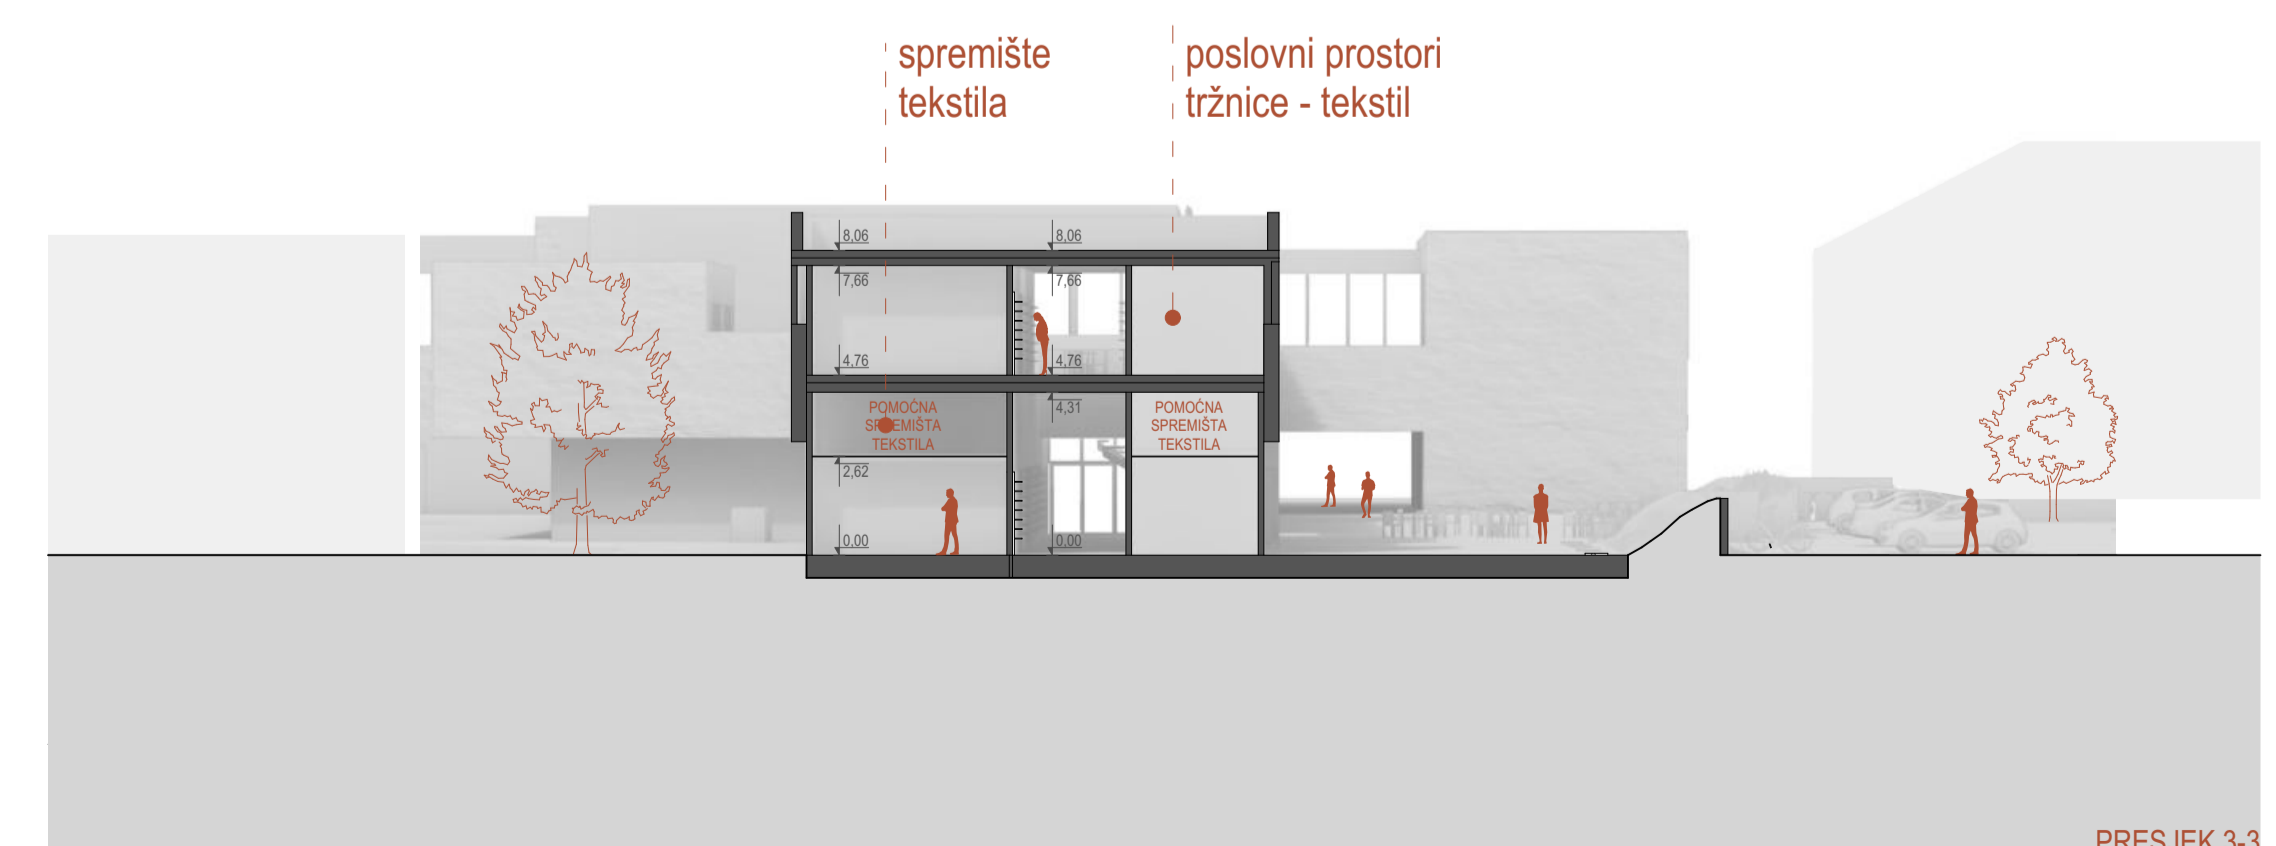 spremište
tekstila
poslovni prostori
tržnice - tekstil
8,06
8,06
7,66
7,66
4,76
4,76
POMOĆNA
SPREMIŠTA
TEKSTILA
4,31
POMOĆNA
SPREMIŠTA
TEKSTILA
2,62
0,00
0,00
PRESJEK 3-3